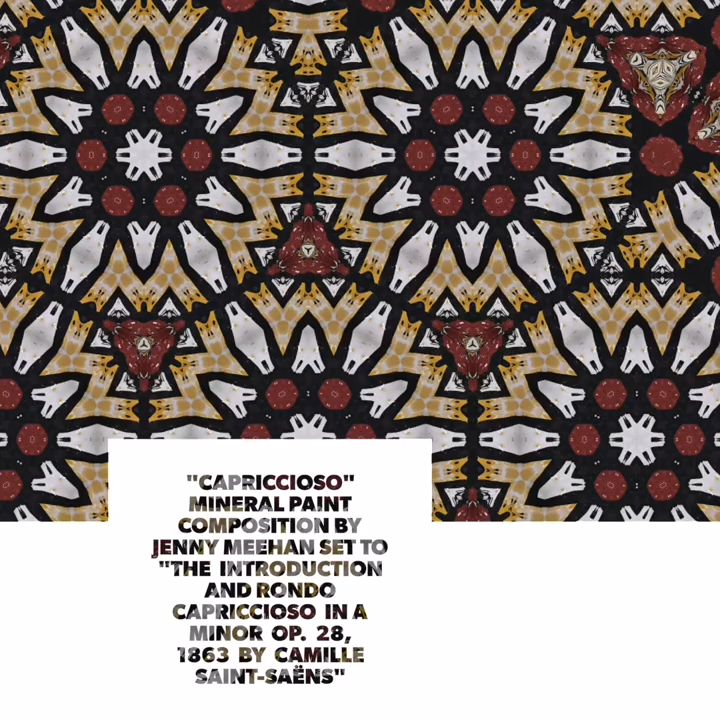 "CAPRICCIOSO"
MINERAL PAINT
COMPOSITION BY
JENNY MEEHAN SET TO
"THE INTRODUCTION
AND RONDO
CAPRICCIOSO IN A
MINOR OP. 28,
1863 BY CAMILLE
SAINT-SAËNS"